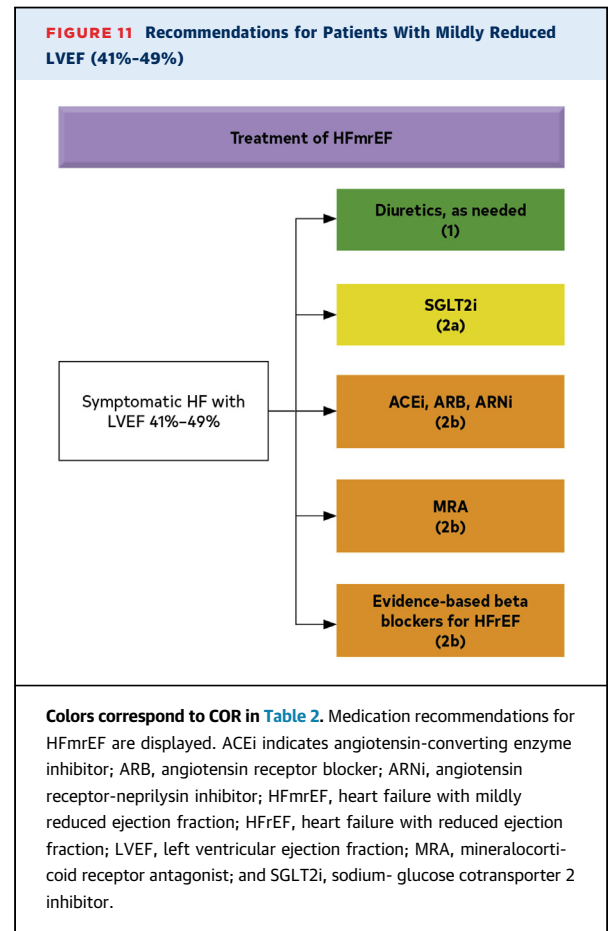 FIGURE 11 Recommendations for Patients With Mildly Reduced
LVEF (41%-49%)
Treatment of HFmrEF
Diuretics, as needed
(1)
SGLT2i
(2a)
Symptomatic HF with
LVEF 41%–49%
ACEi, ARB, ARNi
(2b)
MRA
(2b)
Evidence-based beta
blockers for HFrEF
(2b)
Colors correspond to COR in Table 2. Medication recommendations for
HFmrEF are displayed. ACEi indicates angiotensin-converting enzyme
inhibitor; ARB, angiotensin receptor blocker; ARNi, angiotensin
receptor-neprilysin inhibitor; HFmrEF, heart failure with mildly
reduced ejection fraction; HFrEF, heart failure with reduced ejection
fraction; LVEF, left ventricular ejection fraction; MRA, mineralocorti-
coid receptor antagonist; and SGLT2i, sodium- glucose cotransporter 2
inhibitor.